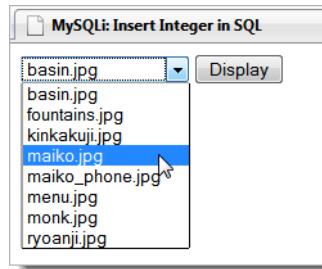 MySQLi: Insert Integer in SQL
basin.jpg
Display
basin.jpg
fountains.jpg
kinkakuji.jpg
maiko.jpg
maiko_phone.jpg
menu.jpg
monk.jpg
ryoanji.jpg